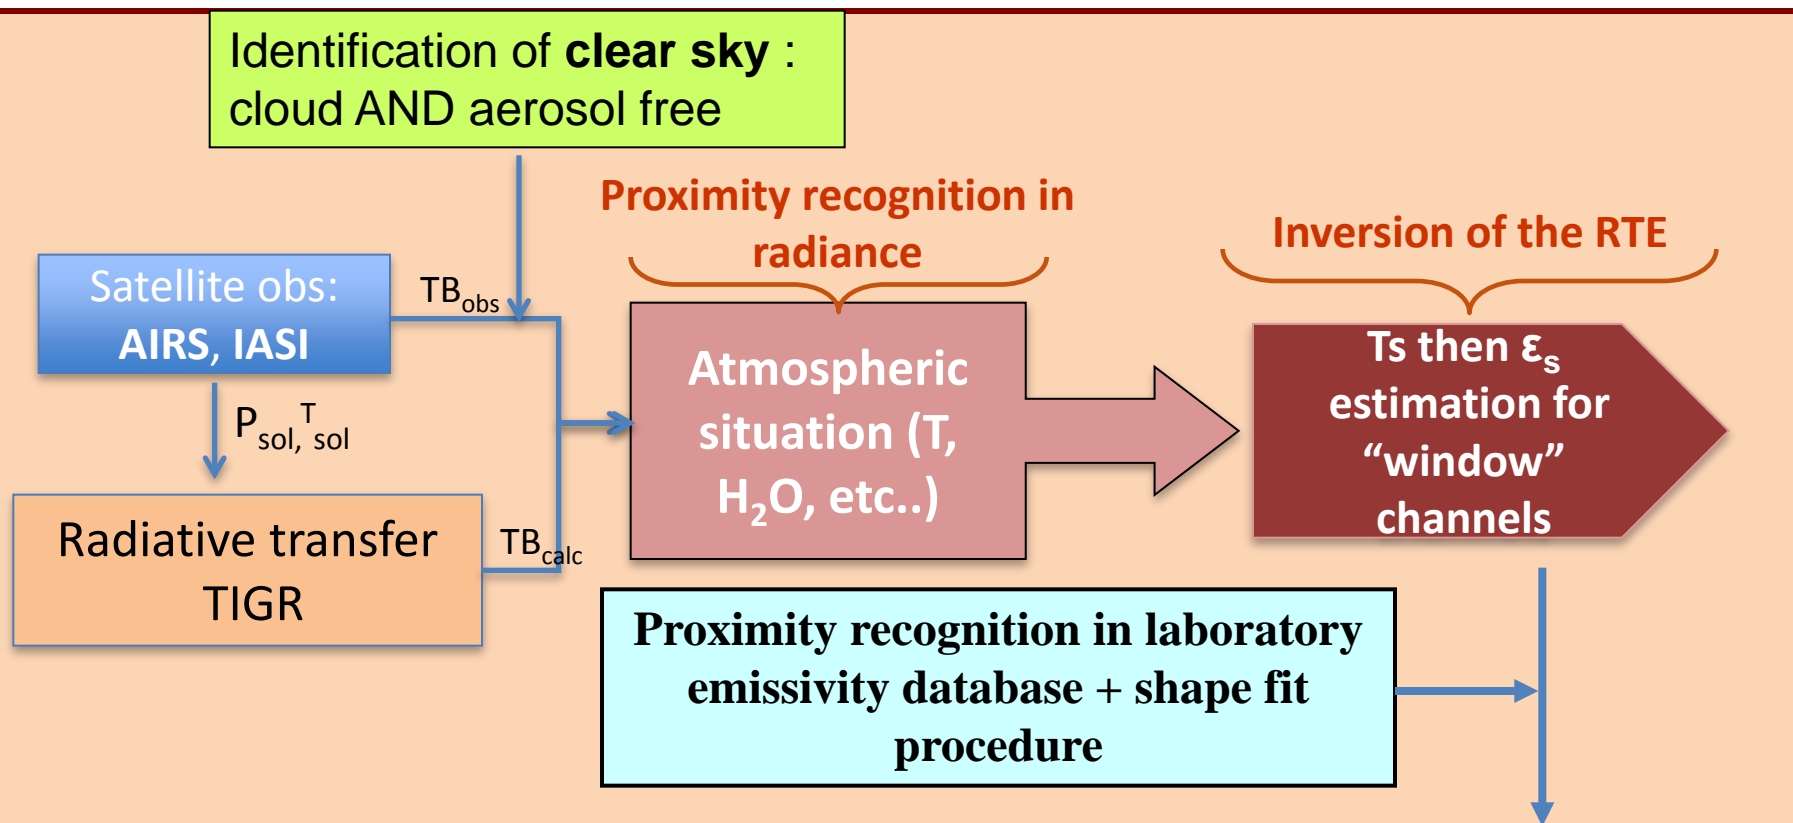 Identification of clear sky :
cloud AND aerosol free
Proximity recognition in
radiance
Inversion of the RTE
Satellite obs:
AIRS, IASI
TBobs
Psol, Tsol
Radiative transfer
TIGR
TBcalc
Atmospheric
situation (T,
H2O, etc..)
Ts then εs
estimation for
“window”
channels
Proximity recognition in laboratory
emissivity database + shape fit
procedure